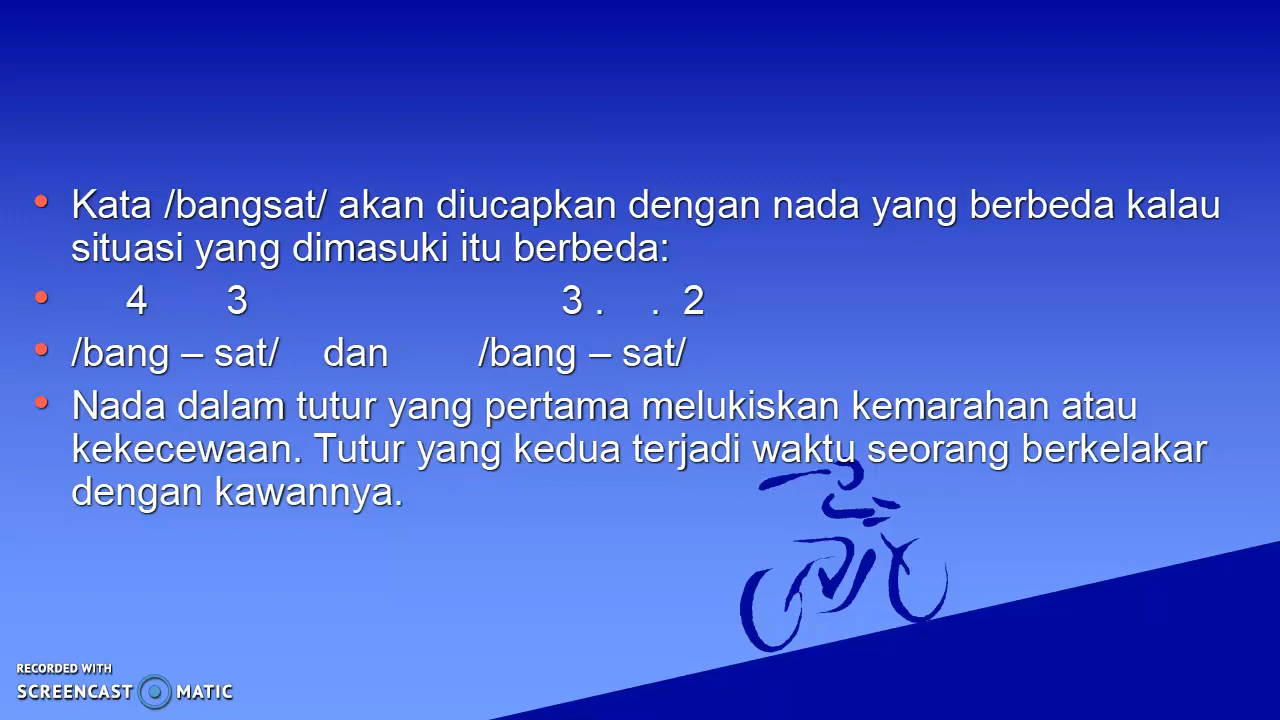 Kata /bangsat/ akan diucapkan dengan nada yang berbeda kalau
situasi yang dimasuki itu berbeda:
4 3 3 . . 2
/bang – sat/ dan /bang – sat/
Nada dalam tutur yang pertama melukiskan kemarahan atau
kekecewaan. Tutur yang kedua terjadi waktu seorang berkelakar
dengan kawannya.
RECORDED WITH
SCREENCAST MATIC